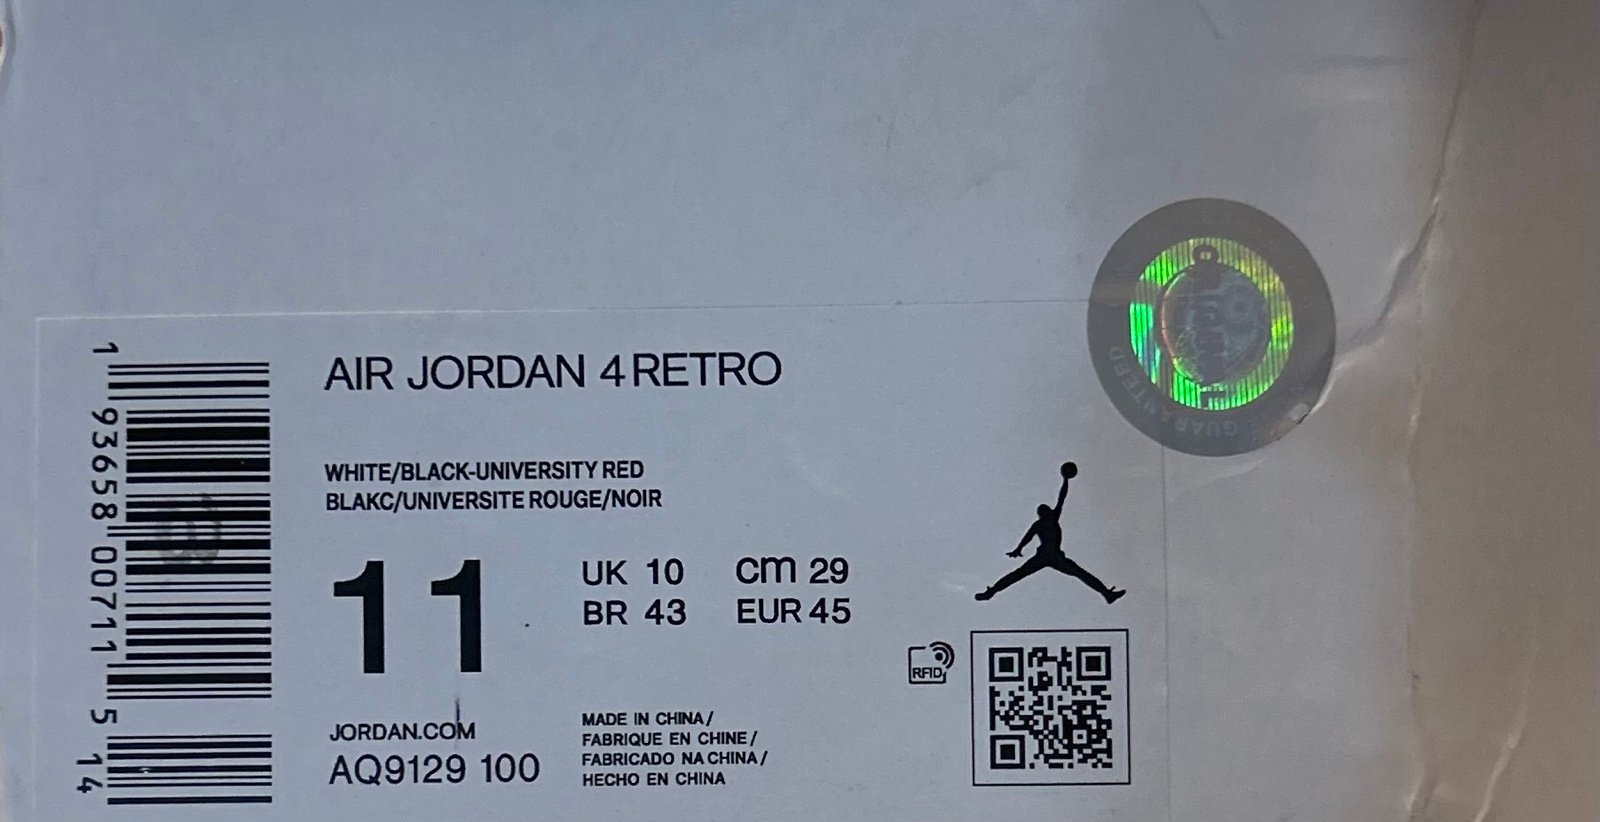 AIR JORDAN 4 RETRO
WHITE/BLACK-UNIVERSITY RED
BLAKC/UNIVERSITE ROUGE/NOIR
11
UK 10 cm 29
BR 43 EUR 45
JORDAN.COM
AQ9129 100
MADE IN CHINA/
FABRIQUE EN CHINE/
FABRICADO NA CHINA/
HECHO EN CHINA
RFID
1 93658 00711 5 14
GUARANTEED